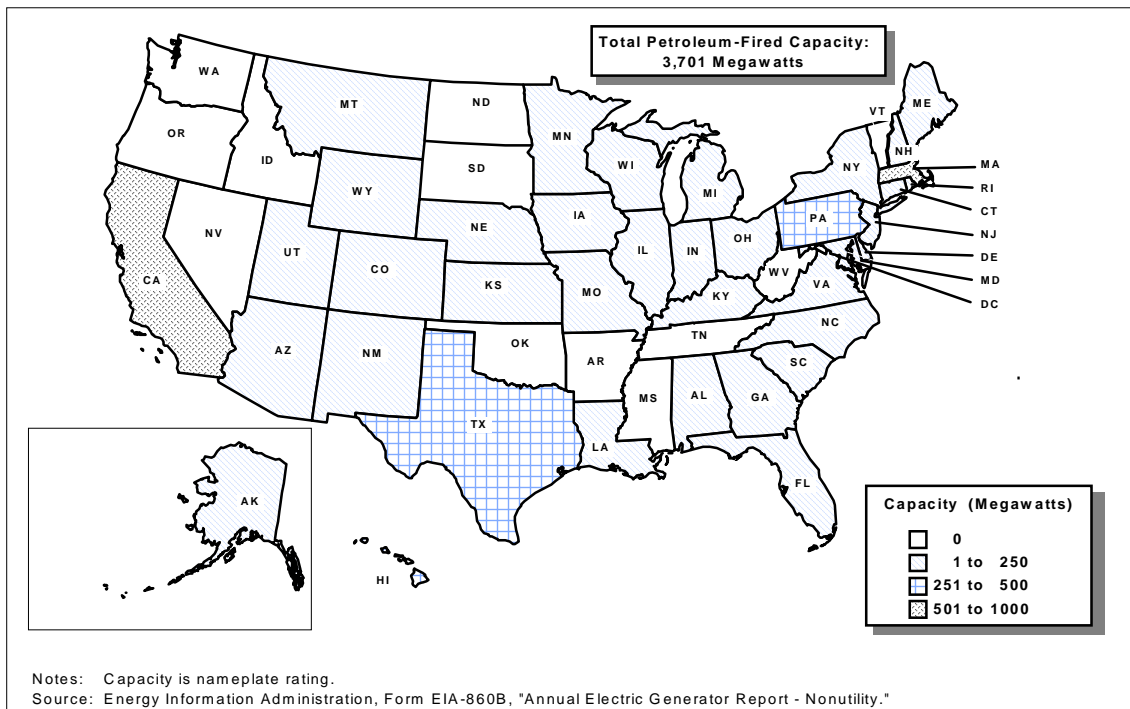 Total Petroleum-Fired Capacity:
3,701 Megawatts
WA
MT
ND
MN
VT
ME
OR
ID
SD
WI
NY
NH
MA
WY
MI
RI
CT
NV
NE
IA
PA
NJ
UT
CO
IL
IN
OH
DE
CA
KS
MO
WV
VA
MD
KY
DC
AZ
NM
OK
AR
TN
NC
SC
TX
MS
AL
GA
LA
FL
AK
HI
Capacity (Megawatts)
0
1 to 250
251 to 500
501 to 1000
Notes: Capacity is nameplate rating.
Source: Energy Information Administration, Form EIA-860B, "Annual Electric Generator Report - Nonutility."